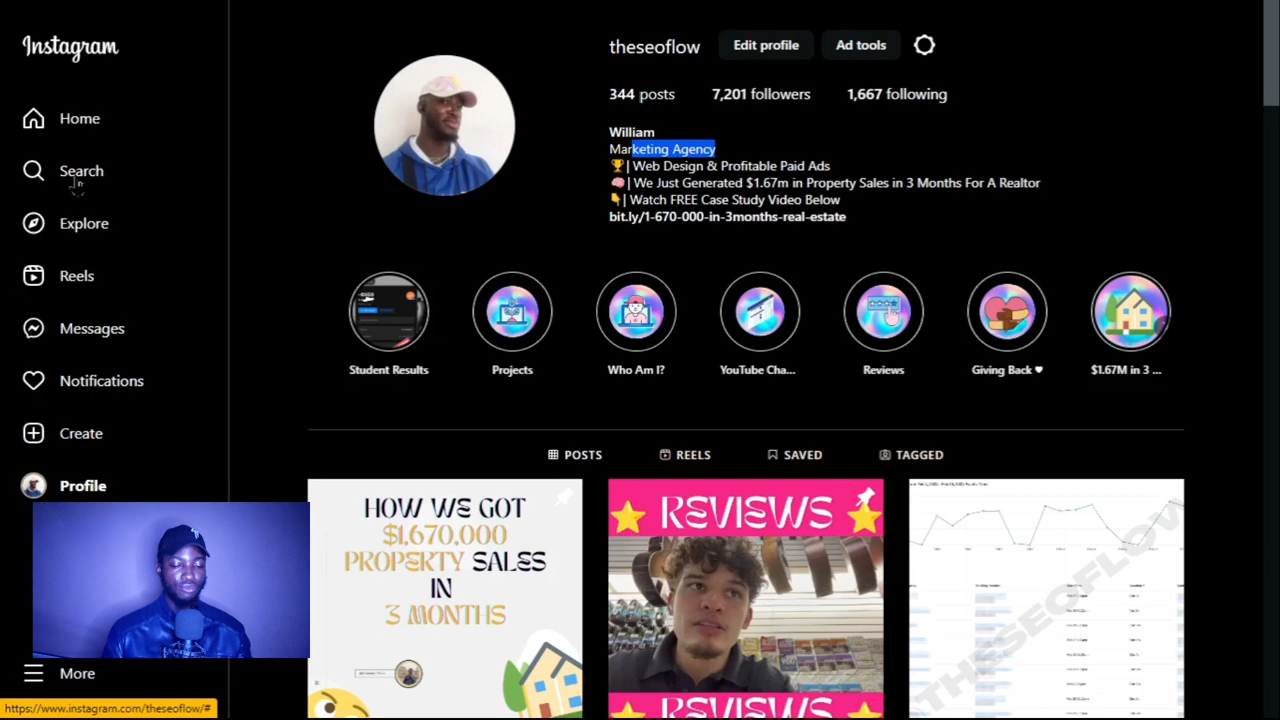 Instagram
Home
Search
Explore
Reels
Messages
Notifications
Create
Profile
More
https://www.instagram.com/theseoflow/#
theseoflow Edit profile Ad tools
344 posts 7,201 followers 1,667 following
William
Marketing Agency
🏆| Web Design & Profitable Paid Ads
🧠| We Just Generated $1.67m in Property Sales in 3 Months For A Realtor
👇| Watch FREE Case Study Video Below
bit.ly/1-670-000-in-3months-real-estate
Student Results Projects Who Am I? YouTube Cha... Reviews Giving Back ♥ $1.67M in 3 ...
POSTS REELS SAVED TAGGED
HOW WE GOT
$1,670,000
PROPERTY SALES
IN
3 MONTHS
REVIEWS
REVIEWS
THESEOFLOW